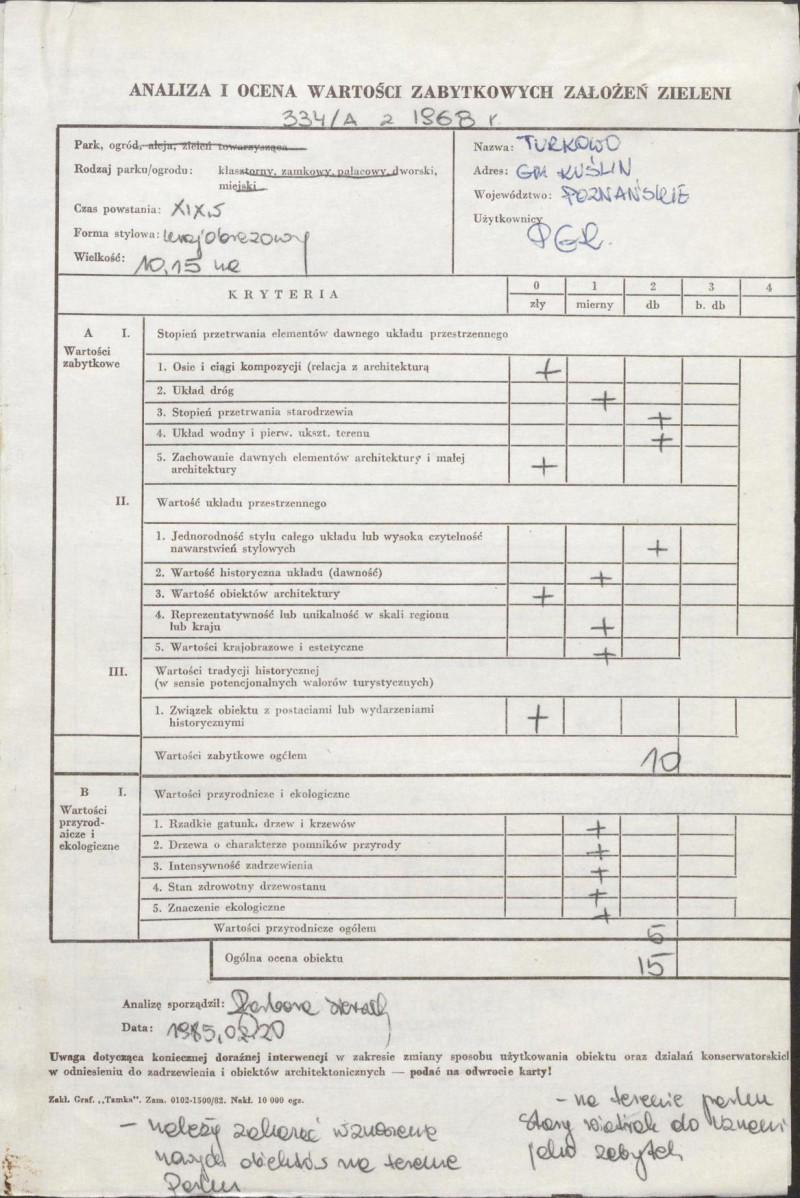 ANALIZA I OCENA WARTOŚCI ZABYTKOWYCH ZAŁOŻEŃ ZIELENI
334/A z 1968 r.
Park, ogród, aleja, zieleń towarzysząca
Rodzaj parku/ogrodu: klasztorny, zamkowy, pałacowy, dworski,
miejski
Czas powstania: XIX,S
Forma stylowa: krajobrazowy
Wielkość: 10,15 ha
Nazwa: TURKOWO
Adres: GM KUŚLIN
Województwo: POZNAŃSKIE
Użytkownicy
PGR.
KRYTERIA
0 1 2 3 4
zły mierny db b. db
A I. Stopień przetrwania elementów dawnego układu przestrzennego
Wartości
zabytkowe
1. Osie i ciągi kompozycji (relacja z architekturą +
2. Układ dróg +
3. Stopień przetrwania starodrzewia +
4. Układ wodny i pierw. ukszt. terenu +
5. Zachowanie dawnych elementów architektury i małej
architektury +
II. Wartość układu przestrzennego
1. Jednorodność stylu całego układu lub wysoka czytelność
nawarstwień stylowych +
2. Wartość historyczna układu (dawność) +
3. Wartość obiektów architektury +
4. Reprezentatywność lub unikalność w skali regionu
lub kraju +
5. Wartości krajobrazowe i estetyczne +
III. Wartości tradycji historycznej
(w sensie potencjonalnych walorów turystycznych)
1. Związek obiektu z postaciami lub wydarzeniami
historycznymi +
Wartości zabytkowe ogółem 10
B I. Wartości przyrodnicze i ekologiczne
Wartości
przyrod-
nicze i
ekologiczne
1. Rzadkie gatunki drzew i krzewów +
2. Drzewa o charakterze pomników przyrody +
3. Intensywność zadrzewienia +
4. Stan zdrowotny drzewostanu +
5. Znaczenie ekologiczne +
Wartości przyrodnicze ogółem 5
Ogólna ocena obiektu 15
Analizę sporządził: Barbara
Data: 1985,02,20
Uwaga dotycząca koniecznej doraźnej interwencji w zakresie zmiany sposobu użytkowania obiektu oraz działań konserwatorskich
w odniesieniu do zadrzewienia i obiektów architektonicznych — podać na odwrocie karty!
Zakł. Graf. „Tamka". Zam. 0102-1500/82. Nakł. 10 000 egz.
– należy zakazać wznoszenie
nowych obiektów na terenie
Parku
– na terenie parku
stary wiatrak do uznani
jako zabytek